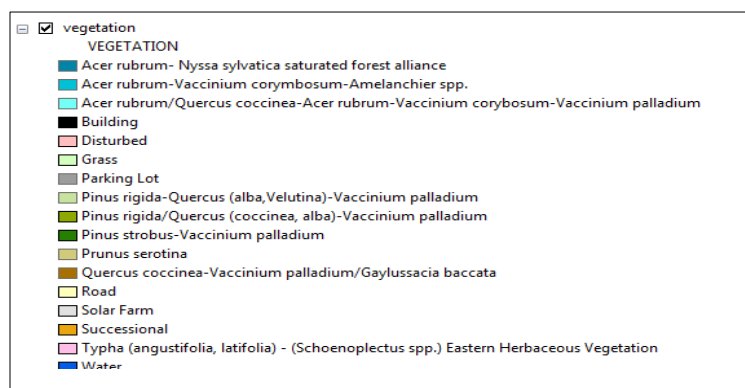 vegetation
VEGETATION
Acer rubrum- Nyssa sylvatica saturated forest alliance
Acer rubrum-Vaccinium corymbosum-Amelanchier spp.
Acer rubrum/Quercus coccinea-Acer rubrum-Vaccinium corybosum-Vaccinium palladium
Building
Disturbed
Grass
Parking Lot
Pinus rigida-Quercus (alba,Velutina)-Vaccinium palladium
Pinus rigida/Quercus (coccinea, alba)-Vaccinium palladium
Pinus strobus-Vaccinium palladium
Prunus serotina
Quercus coccinea-Vaccinium palladium/Gaylussacia baccata
Road
Solar Farm
Successional
Typha (angustifolia, latifolia) - (Schoenoplectus spp.) Eastern Herbaceous Vegetation
Water